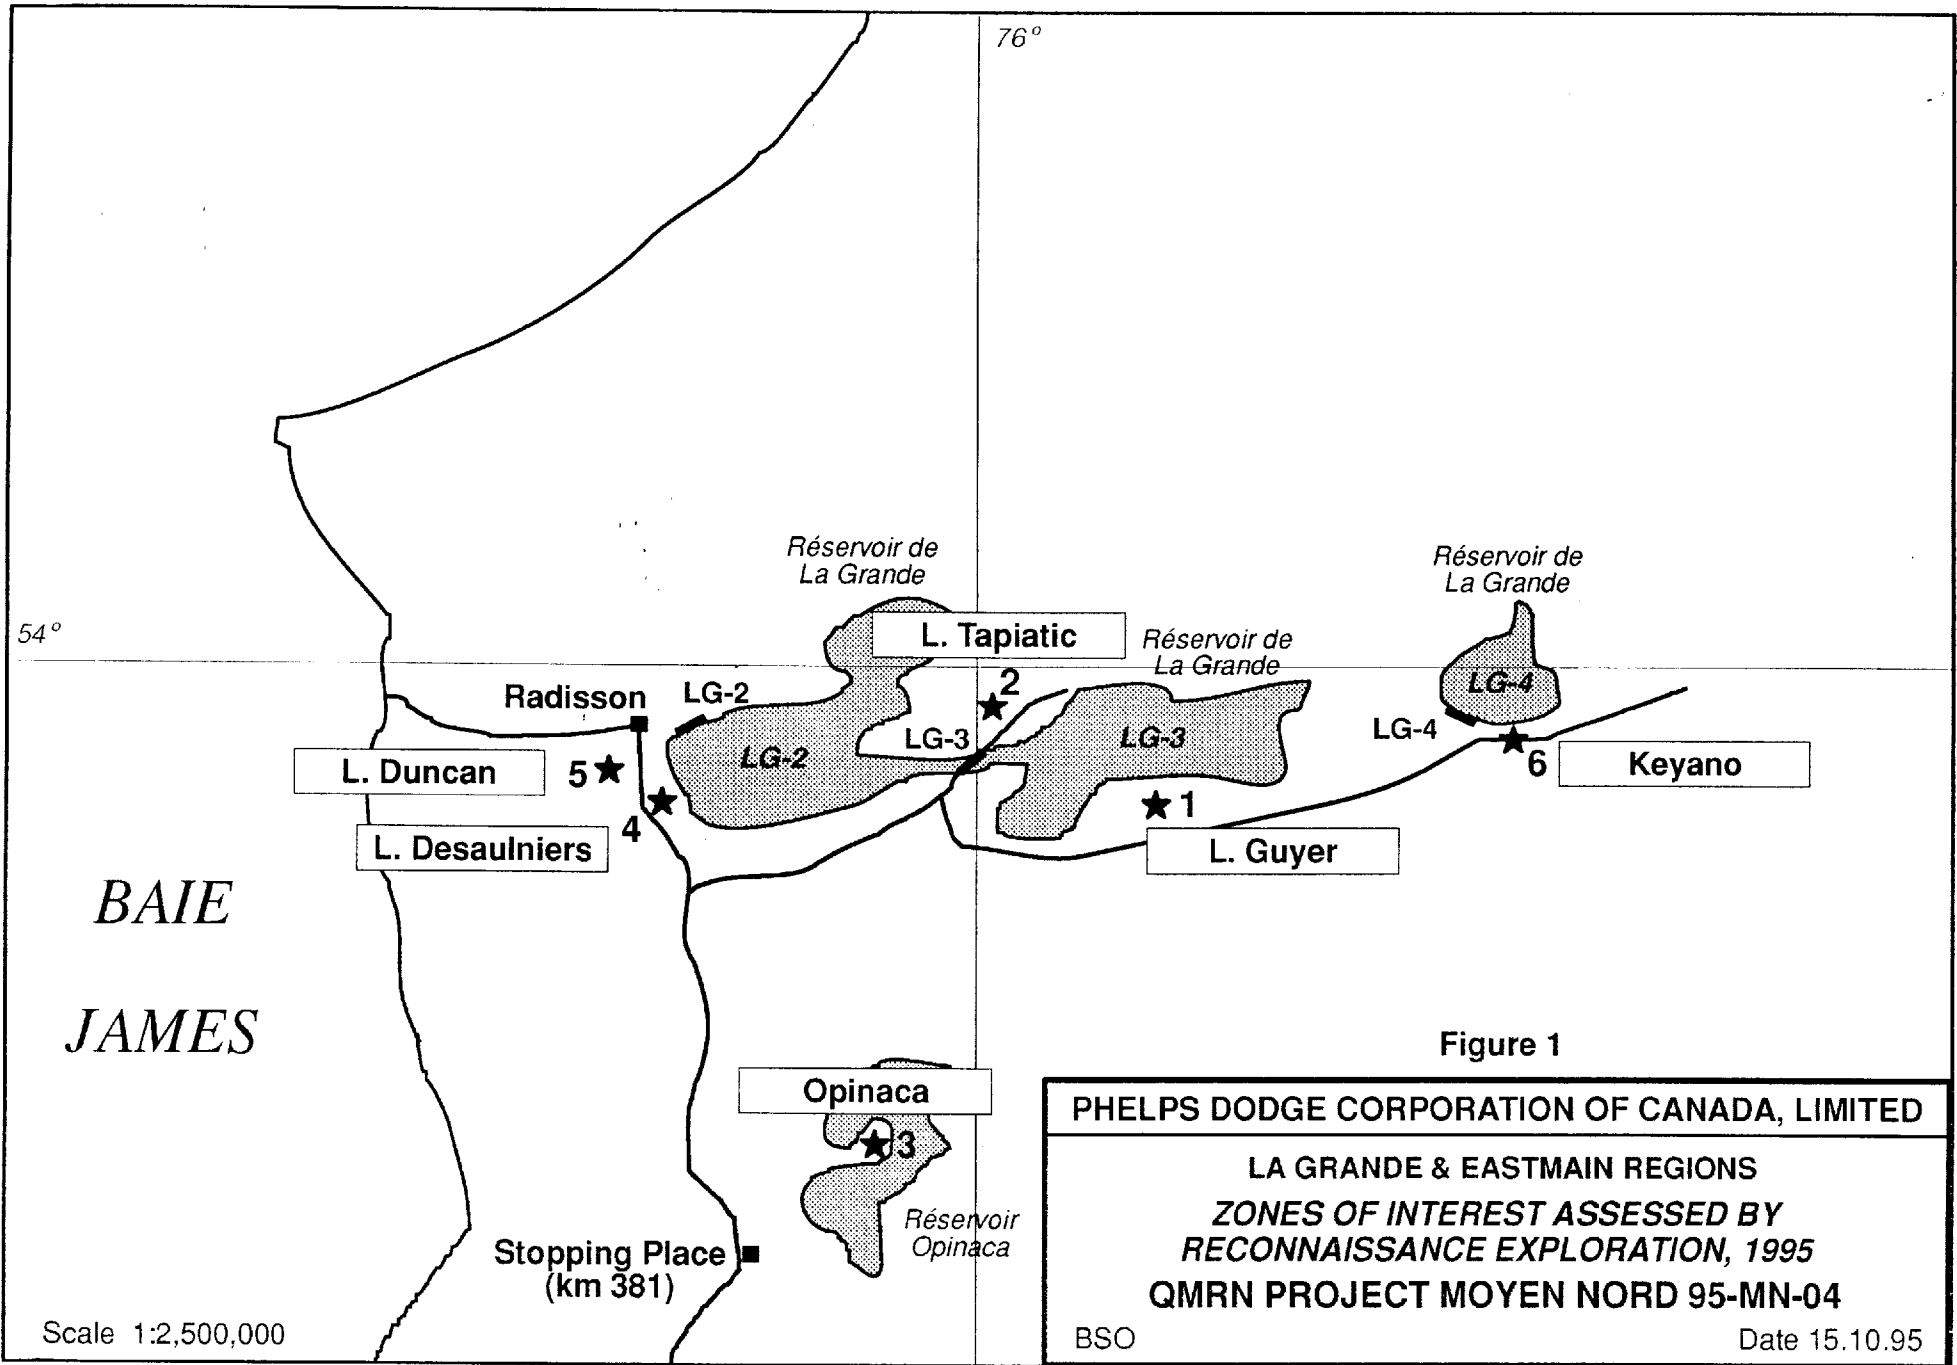 76°
Réservoir de
La Grande
Réservoir de
La Grande
54°
L. Tapiatic
Réservoir de
La Grande
2
Radisson
LG-2
LG-4
LG-3
LG-2
LG-3
LG-4
L. Duncan
5
6
Keyano
1
4
L. Desaulniers
L. Guyer
BAIE
JAMES
Opinaca
3
Réservoir
Opinaca
Stopping Place
(km 381)
Scale 1:2,500,000
Figure 1
PHELPS DODGE CORPORATION OF CANADA, LIMITED
LA GRANDE & EASTMAIN REGIONS
ZONES OF INTEREST ASSESSED BY
RECONNAISSANCE EXPLORATION, 1995
QMRN PROJECT MOYEN NORD 95-MN-04
BSO
Date 15.10.95